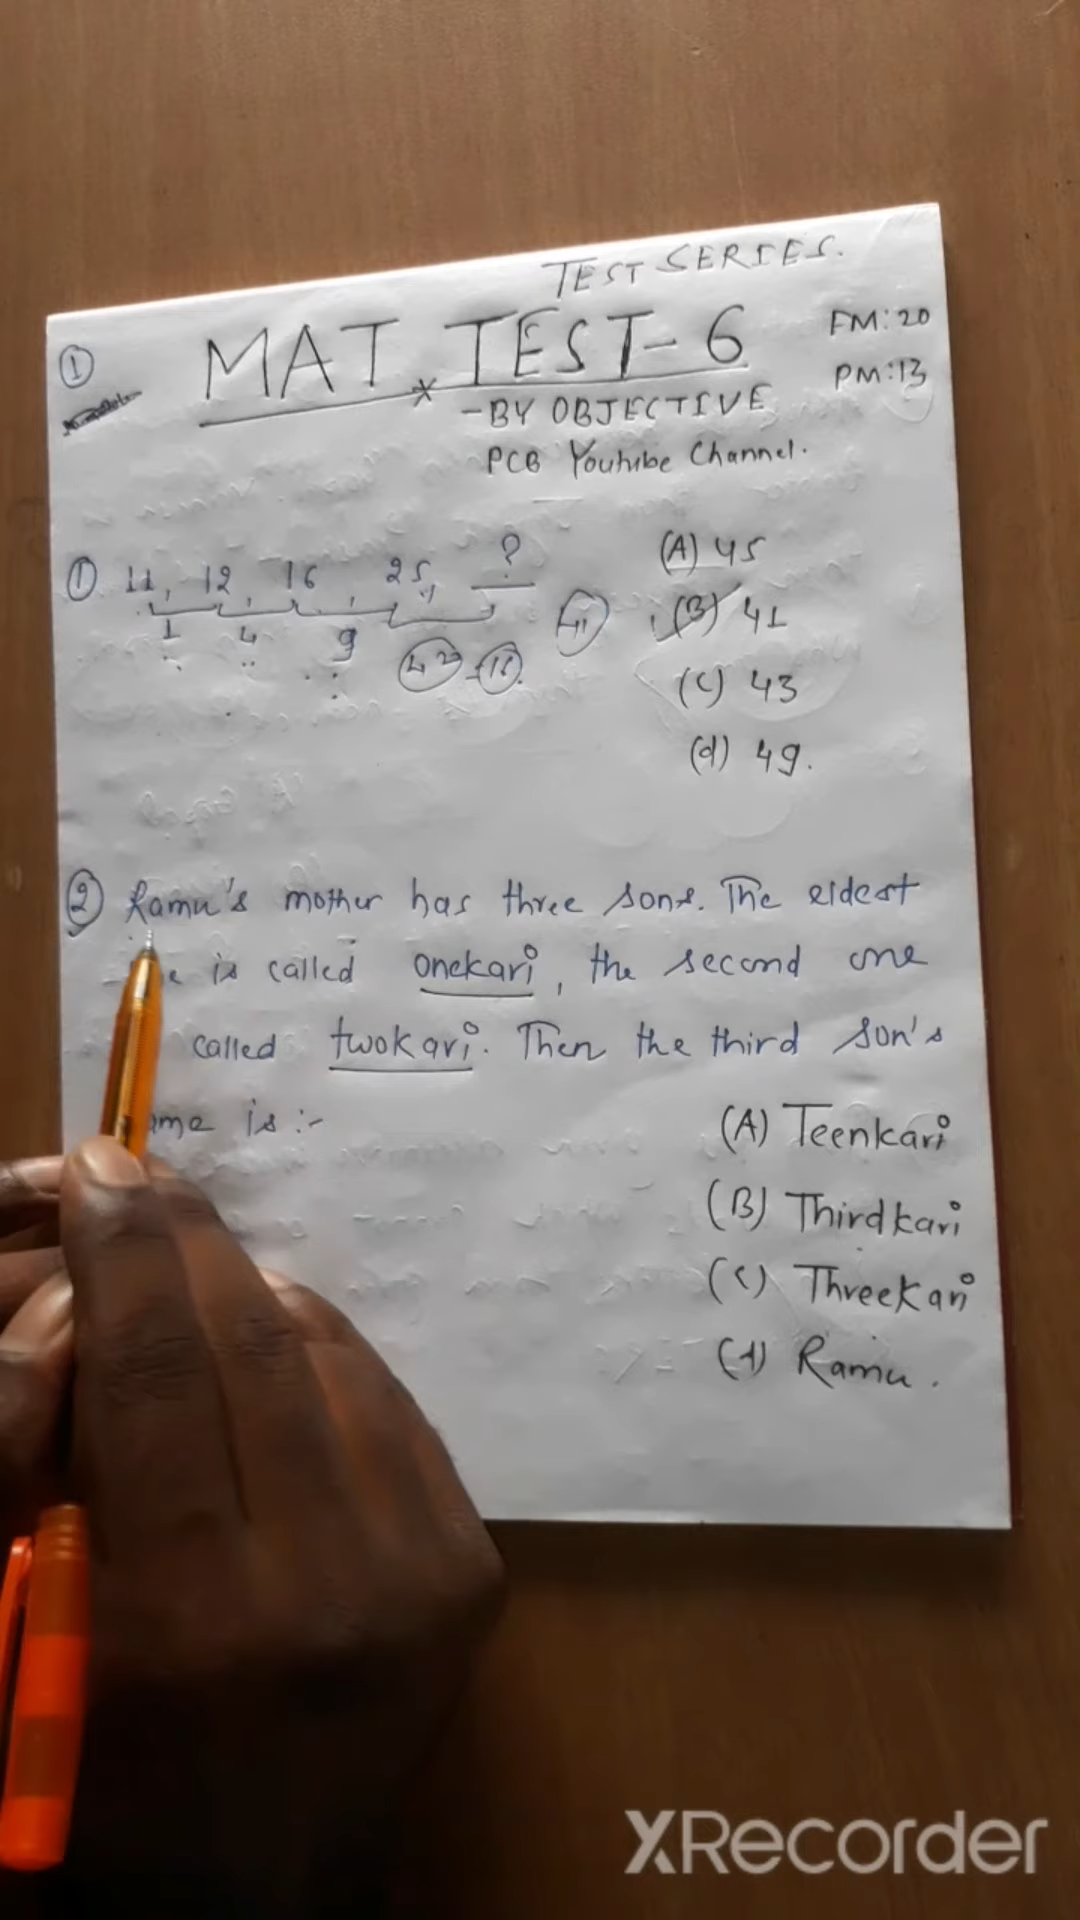 TEST SERIES.
①
MAT TEST-6
FM: 20
PM: 13
-BY OBJECTIVE
PCB Youtube Channel.
① 11, 12, 16, 25, ?
1 4 9 16
41
(A) 45
(B) 41
(C) 43
(d) 49.
② Ramu's mother has three sons. The eldest
is called onekari, the second one
called twokari. Then the third son's
is :-
(A) Teenkari
(B) Thirdkari
(C) Threekari
(d) Ramu.
XRecorder